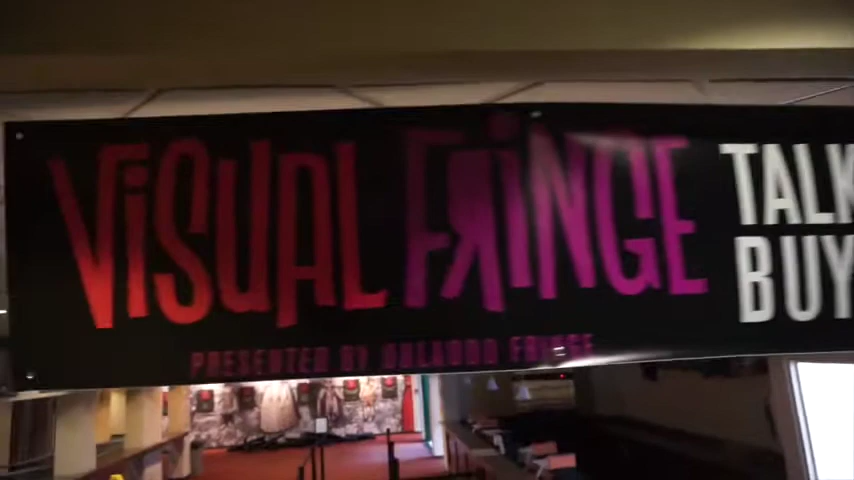 VISUAL FRINGE
PRESENTED BY ORLANDO FRINGE
TALK
BUY